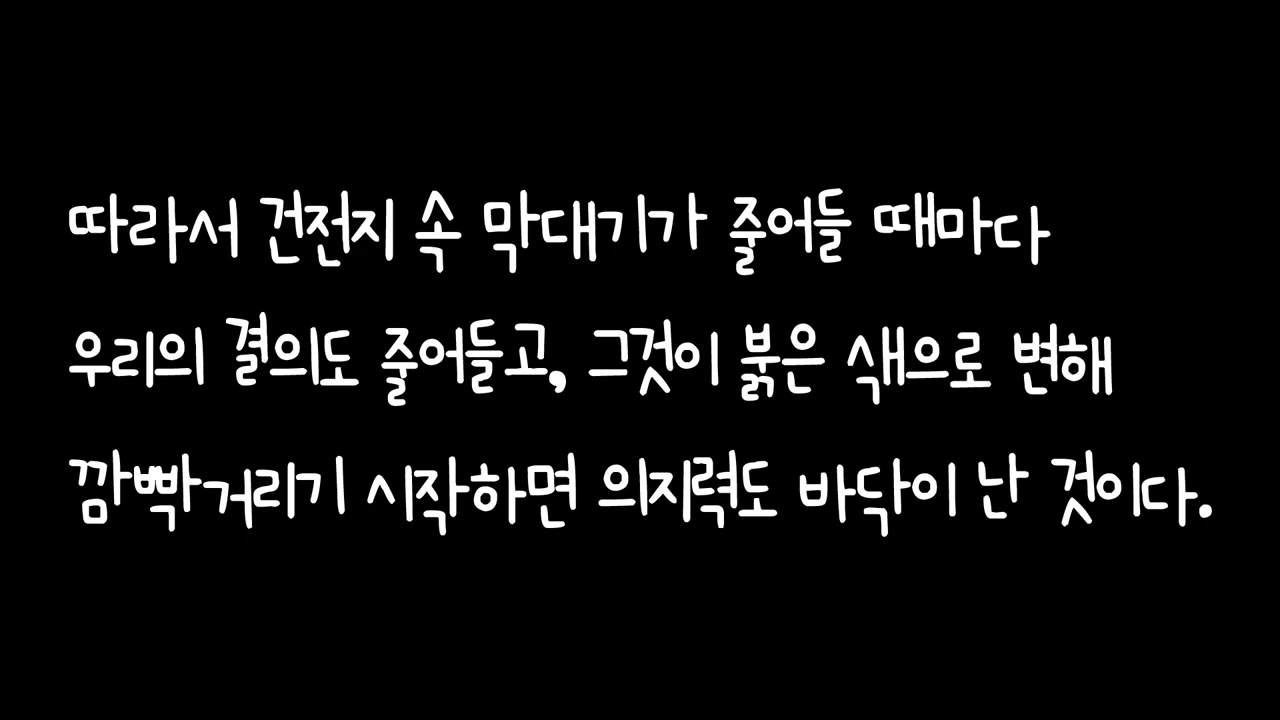 따라서 건전지 속 막대기가 줄어들 때마다
우리의 결의도 줄어들고, 그것이 붉은 색으로 변해
깜빡거리기 시작하면 의지력도 바닥이 난 것이다.